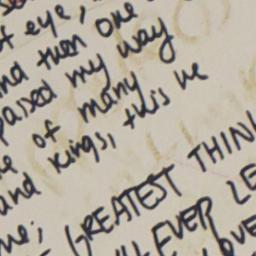 of eye,
and then one
passed my way
of many
and kings, this he
me;
GREATEST THIN
EVER LE
LOVE